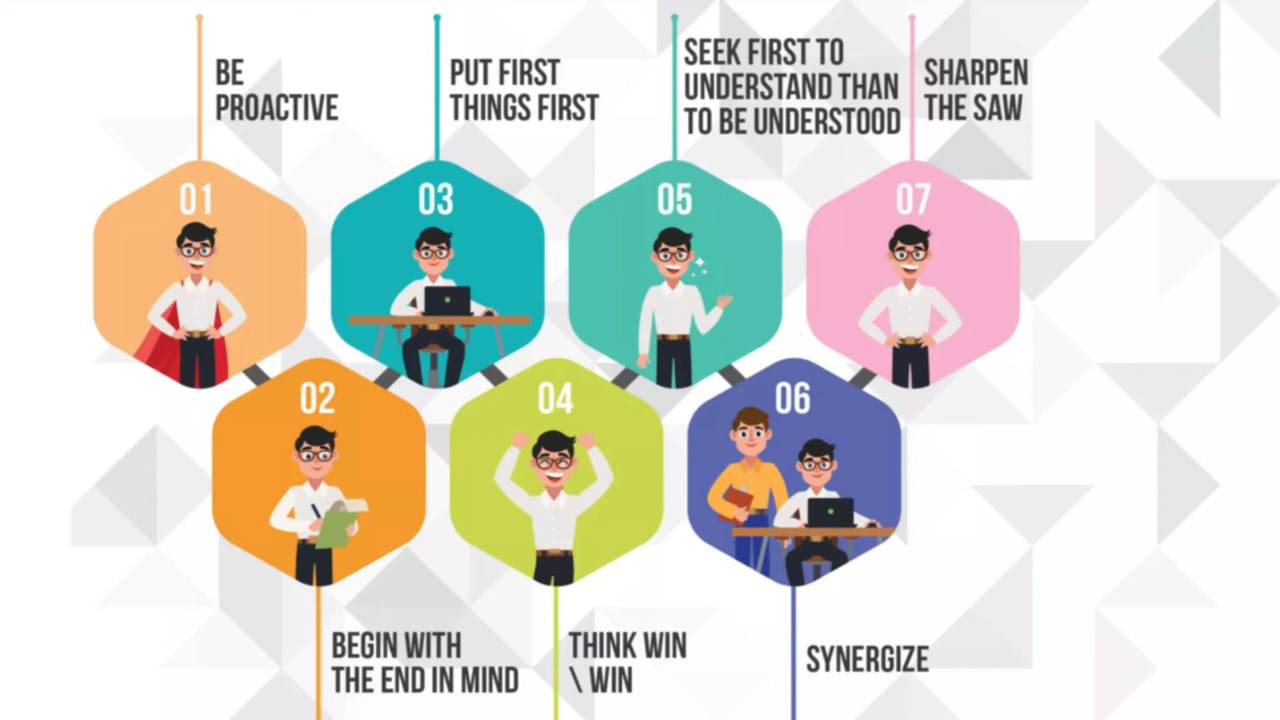 01
BE
PROACTIVE
02
BEGIN WITH
THE END IN MIND
03
PUT FIRST
THINGS FIRST
04
THINK WIN
\ WIN
05
SEEK FIRST TO
UNDERSTAND THAN
TO BE UNDERSTOOD
06
SYNERGIZE
07
SHARPEN
THE SAW